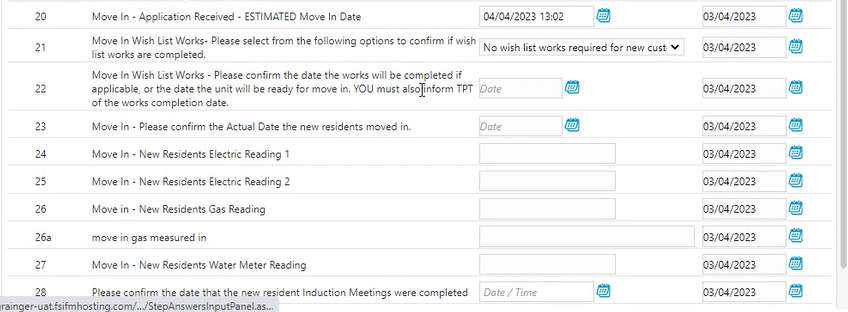 20 Move In - Application Received - ESTIMATED Move In Date 04/04/2023 13:02 03/04/2023
21 Move In Wish List Works- Please select from the following options to confirm if wish list works are completed. No wish list works required for new cust 03/04/2023
22 Move In Wish List Works - Please confirm the date the works will be completed if applicable, or the date the unit will be ready for move in. YOU must also inform TPT of the works completion date. Date 03/04/2023
23 Move In - Please confirm the Actual Date the new residents moved in. Date 03/04/2023
24 Move In - New Residents Electric Reading 1 03/04/2023
25 Move In - New Residents Electric Reading 2 03/04/2023
26 Move in - New Residents Gas Reading 03/04/2023
26a move in gas measured in 03/04/2023
27 Move In - New Residents Water Meter Reading 03/04/2023
28 Please confirm the date that the new resident Induction Meetings were completed Date / Time 03/04/2023
grainger-uat.fsifmhosting.com/.../StepAnswersInputPanel.as...